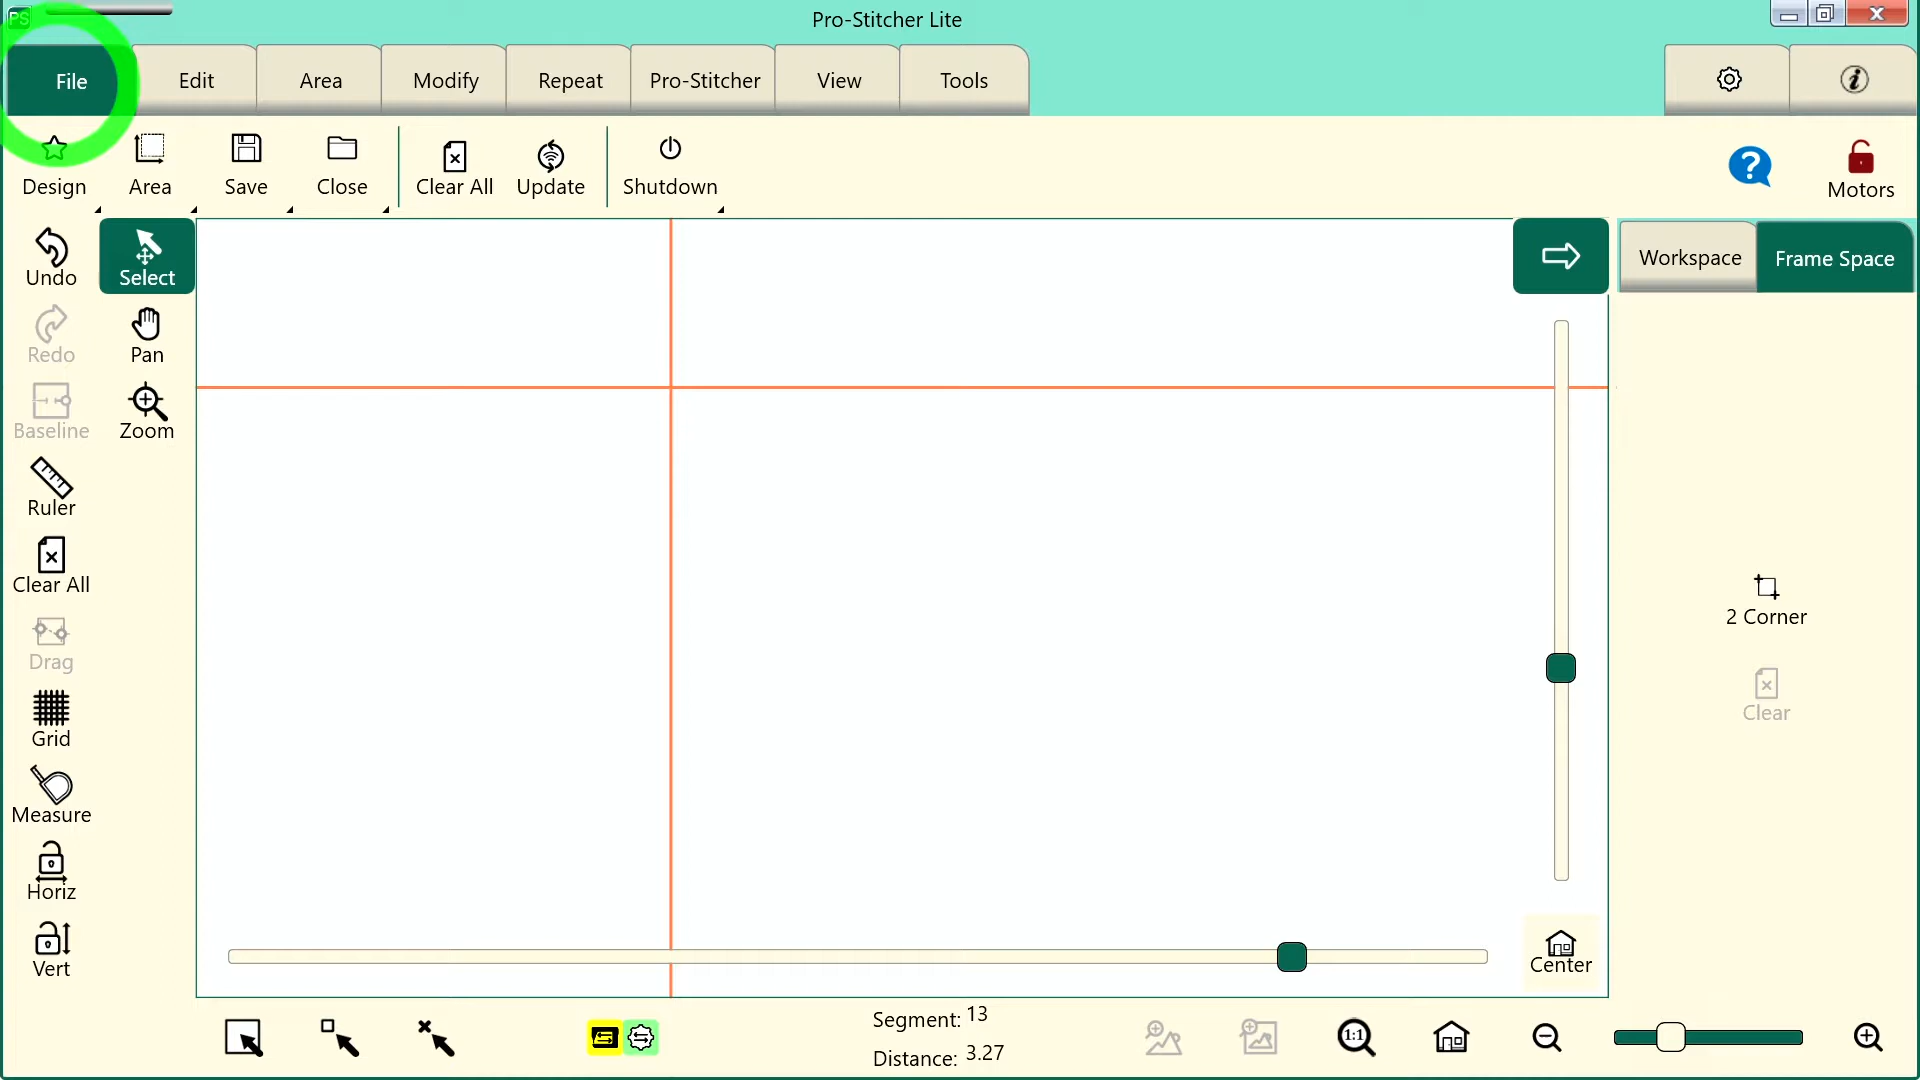 PS
Pro-Stitcher Lite
File Edit Area Modify Repeat Pro-Stitcher View Tools
Design Area Save Close Clear All Update Shutdown ? Motors
Undo Select Workspace Frame Space
Redo Pan
Baseline Zoom
Ruler
Clear All
2 Corner
Drag
Clear
Grid
Measure
Horiz
Vert
Center
Segment: 13
1:1
Distance: 3.27